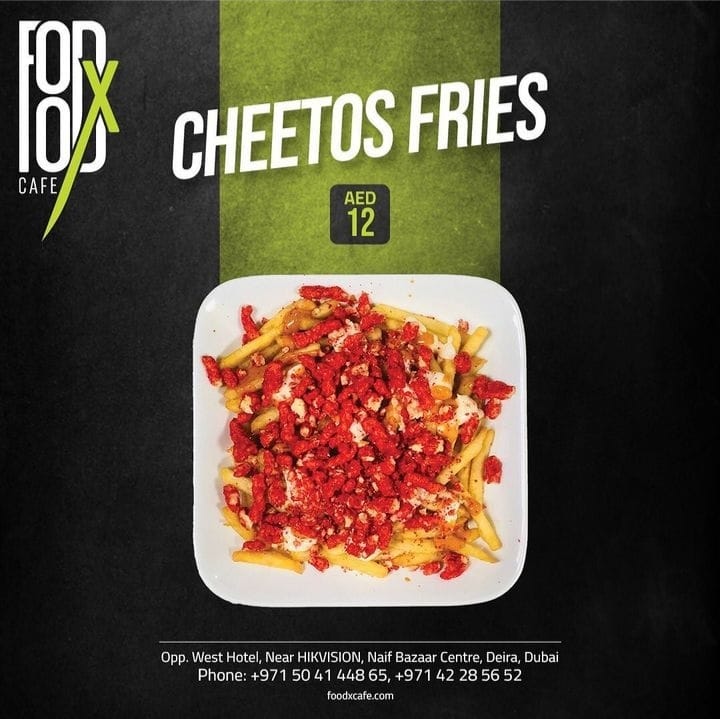 FOOD X
CAFE
CHEETOS FRIES
AED
12
Opp. West Hotel, Near HIKVISION, Naif Bazaar Centre, Deira, Dubai
Phone: +971 50 41 448 65, +971 42 28 56 52
foodxcafe.com